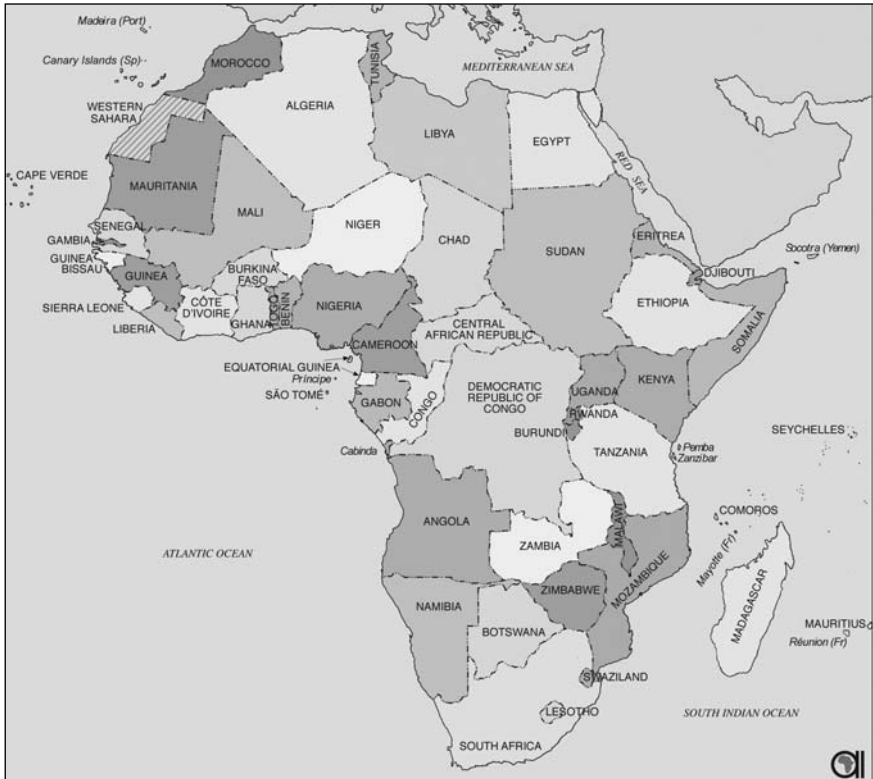 Madeira (Port)
Canary Islands (Sp)
MOROCCO
TUNISIA
MEDITERRANEAN SEA
WESTERN
SAHARA
ALGERIA
LIBYA
EGYPT
RED SEA
CAPE VERDE
MAURITANIA
MALI
NIGER
CHAD
SUDAN
ERITREA
Socotra (Yemen)
SENEGAL
GAMBIA
GUINEA
BISSAU
GUINEA
BURKINA
FASO
DJIBOUTI
SIERRA LEONE
CÔTE
D'IVOIRE
GHANA
TOGO
BENIN
NIGERIA
ETHIOPIA
SOMALIA
LIBERIA
CAMEROON
CENTRAL
AFRICAN REPUBLIC
EQUATORIAL GUINEA
Príncipe
SÃO TOMÉ
GABON
CONGO
DEMOCRATIC
REPUBLIC OF
CONGO
UGANDA
KENYA
RWANDA
BURUNDI
TANZANIA
SEYCHELLES
Pemba
Zanzibar
Cabinda
ANGOLA
ZAMBIA
MALAWI
COMOROS
Mayotte (Fr)
ATLANTIC OCEAN
MOZAMBIQUE
MADAGASCAR
NAMIBIA
ZIMBABWE
BOTSWANA
MAURITIUS
Réunion (Fr)
SWAZILAND
LESOTHO
SOUTH INDIAN OCEAN
SOUTH AFRICA
ai